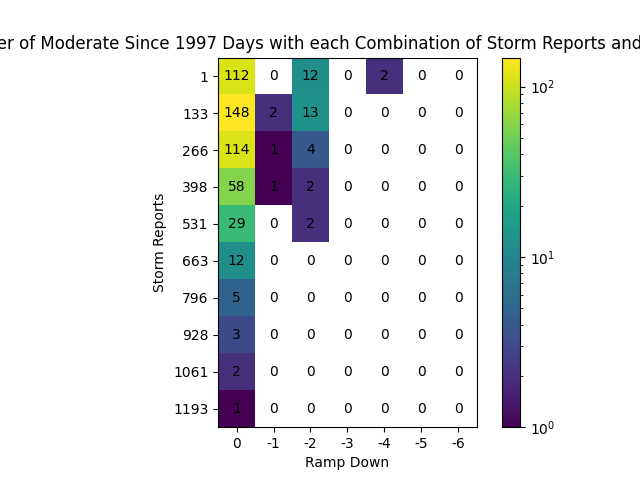 er of Moderate Since 1997 Days with each Combination of Storm Reports and
1 112 0 12 0 2 0 0
133 148 2 13 0 0 0 0
266 114 1 4 0 0 0 0
398 58 1 2 0 0 0 0
531 29 0 2 0 0 0 0
663 12 0 0 0 0 0 0
796 5 0 0 0 0 0 0
928 3 0 0 0 0 0 0
1061 2 0 0 0 0 0 0
1193 1 0 0 0 0 0 0
0 -1 -2 -3 -4 -5 -6
Ramp Down
Storm Reports
10²
10¹
10⁰